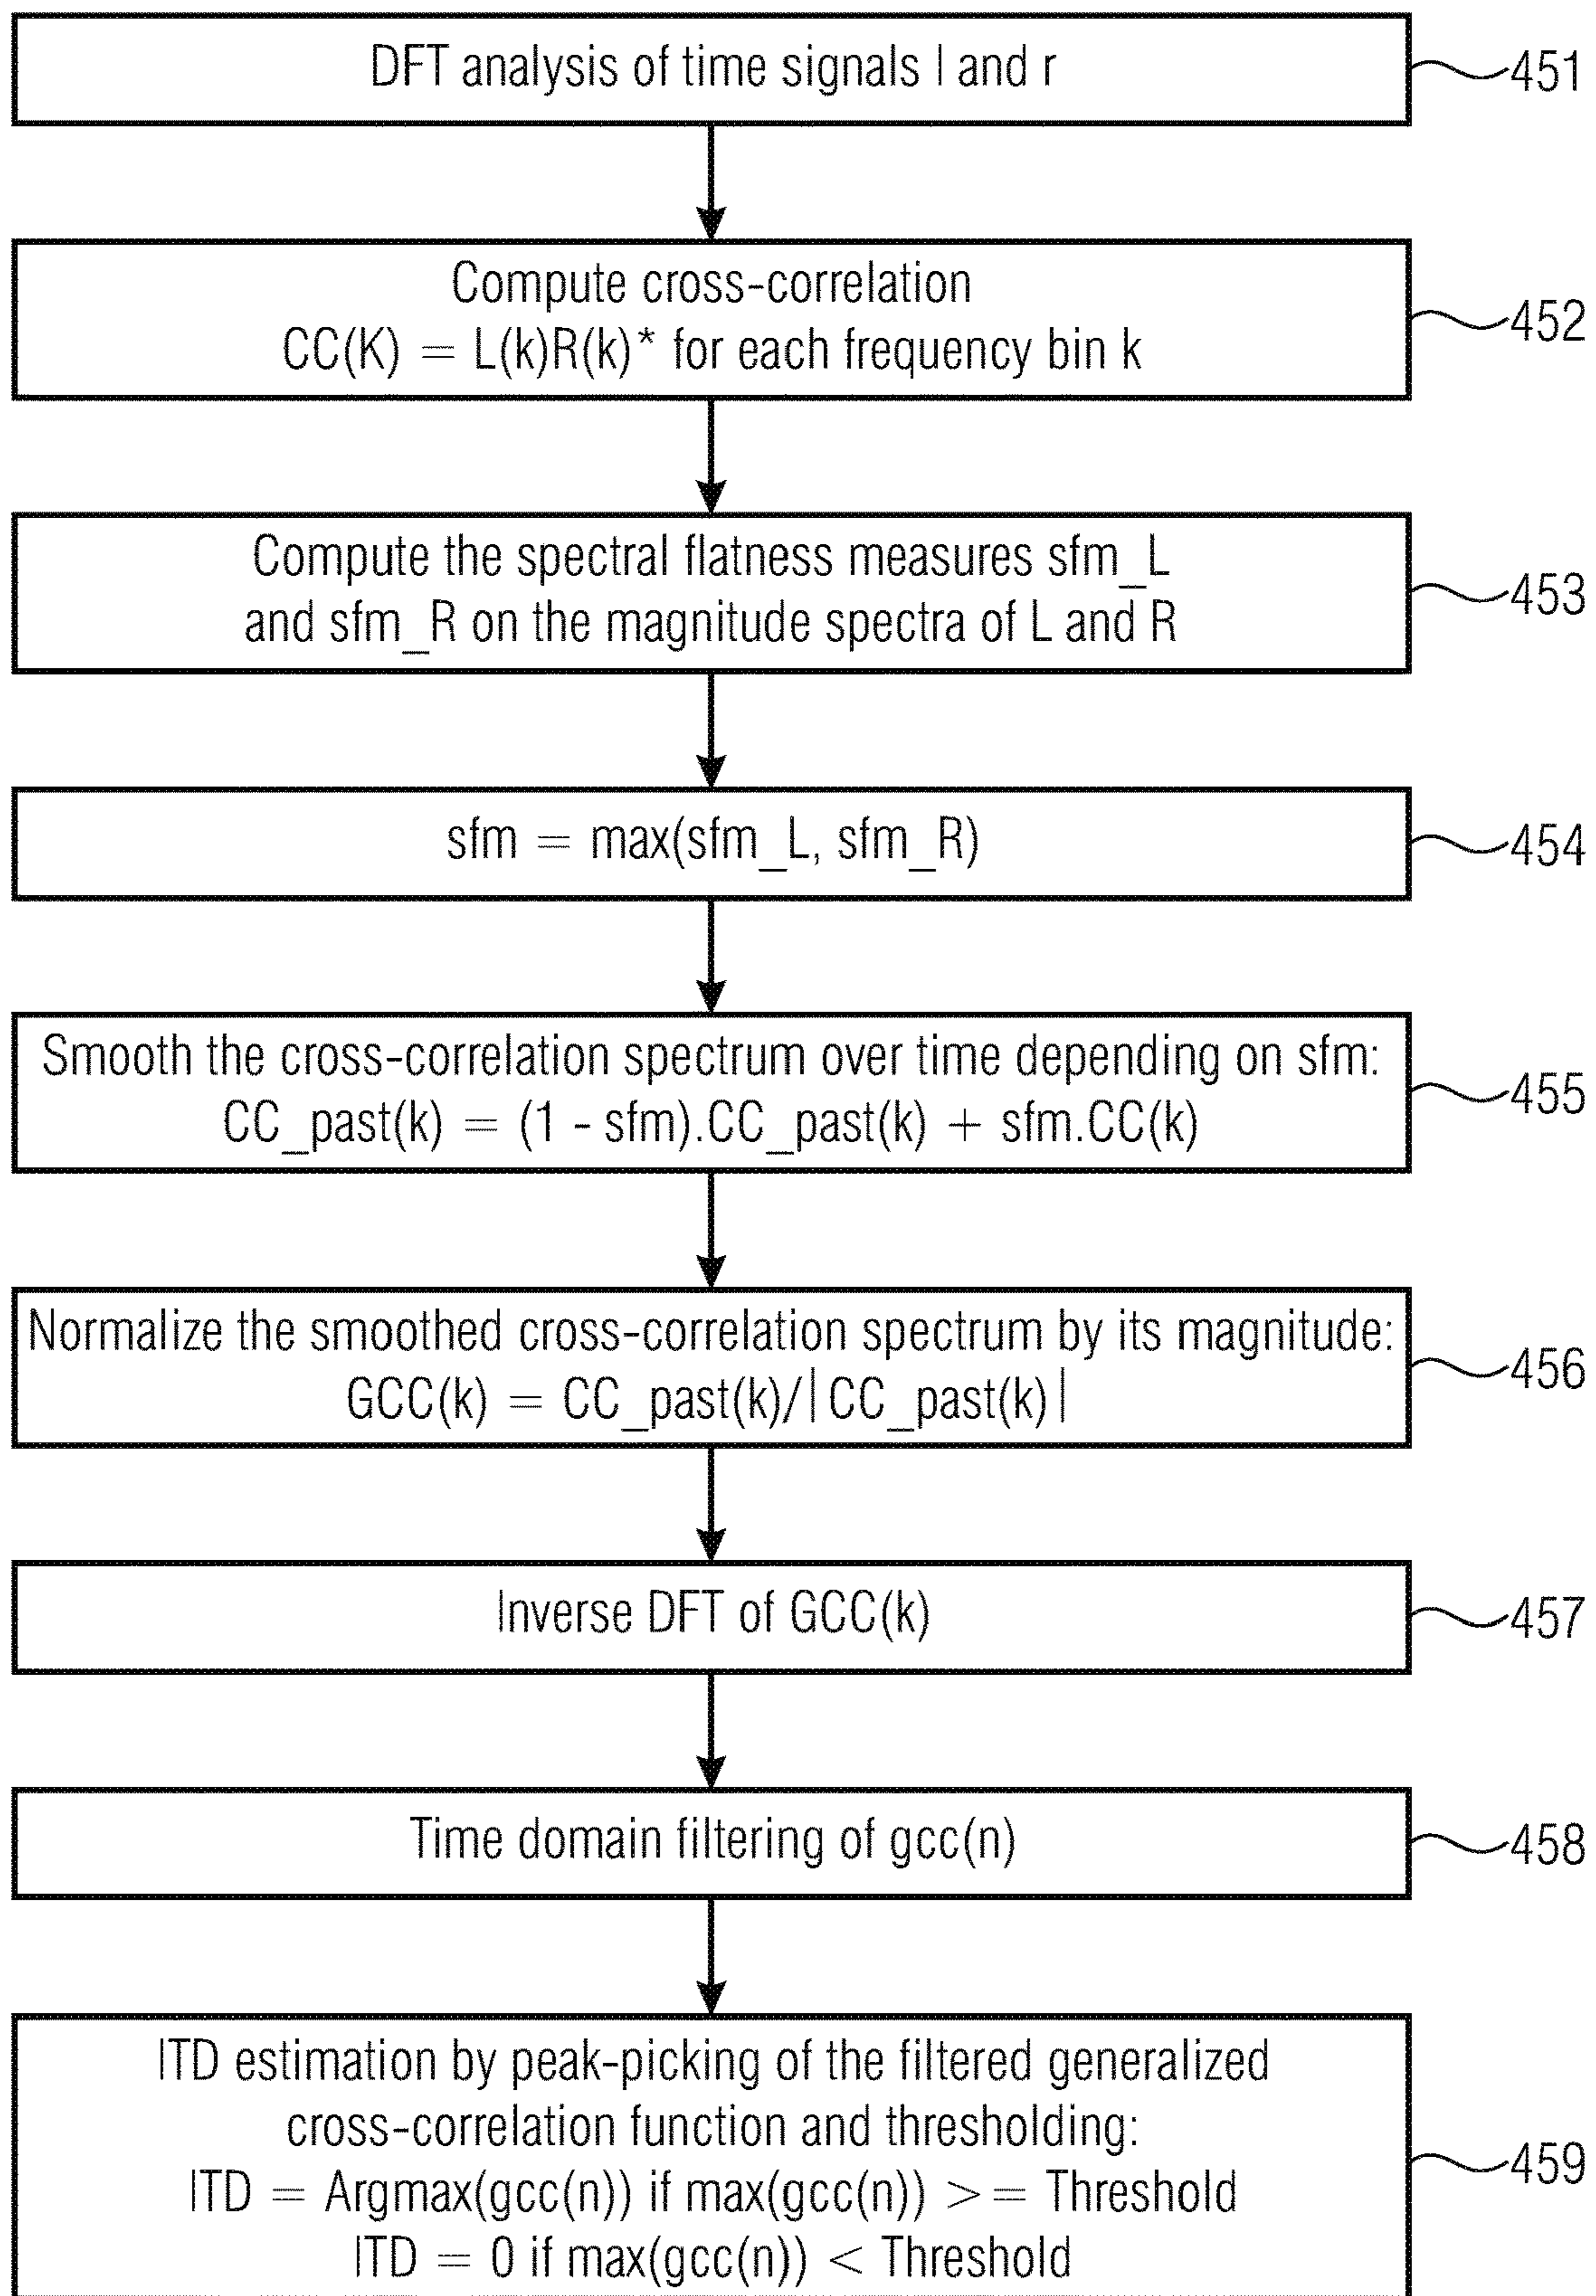 DFT analysis of time signals l and r
451
Compute cross-correlation
CC(K) = L(k)R(k)* for each frequency bin k
452
Compute the spectral flatness measures sfm_L
and sfm_R on the magnitude spectra of L and R
453
sfm = max(sfm_L, sfm_R)
454
Smooth the cross-correlation spectrum over time depending on sfm:
CC_past(k) = (1 - sfm).CC_past(k) + sfm.CC(k)
455
Normalize the smoothed cross-correlation spectrum by its magnitude:
GCC(k) = CC_past(k)/|CC_past(k)|
456
Inverse DFT of GCC(k)
457
Time domain filtering of gcc(n)
458
ITD estimation by peak-picking of the filtered generalized
cross-correlation function and thresholding:
ITD = Argmax(gcc(n)) if max(gcc(n)) >= Threshold
ITD = 0 if max(gcc(n)) < Threshold
459